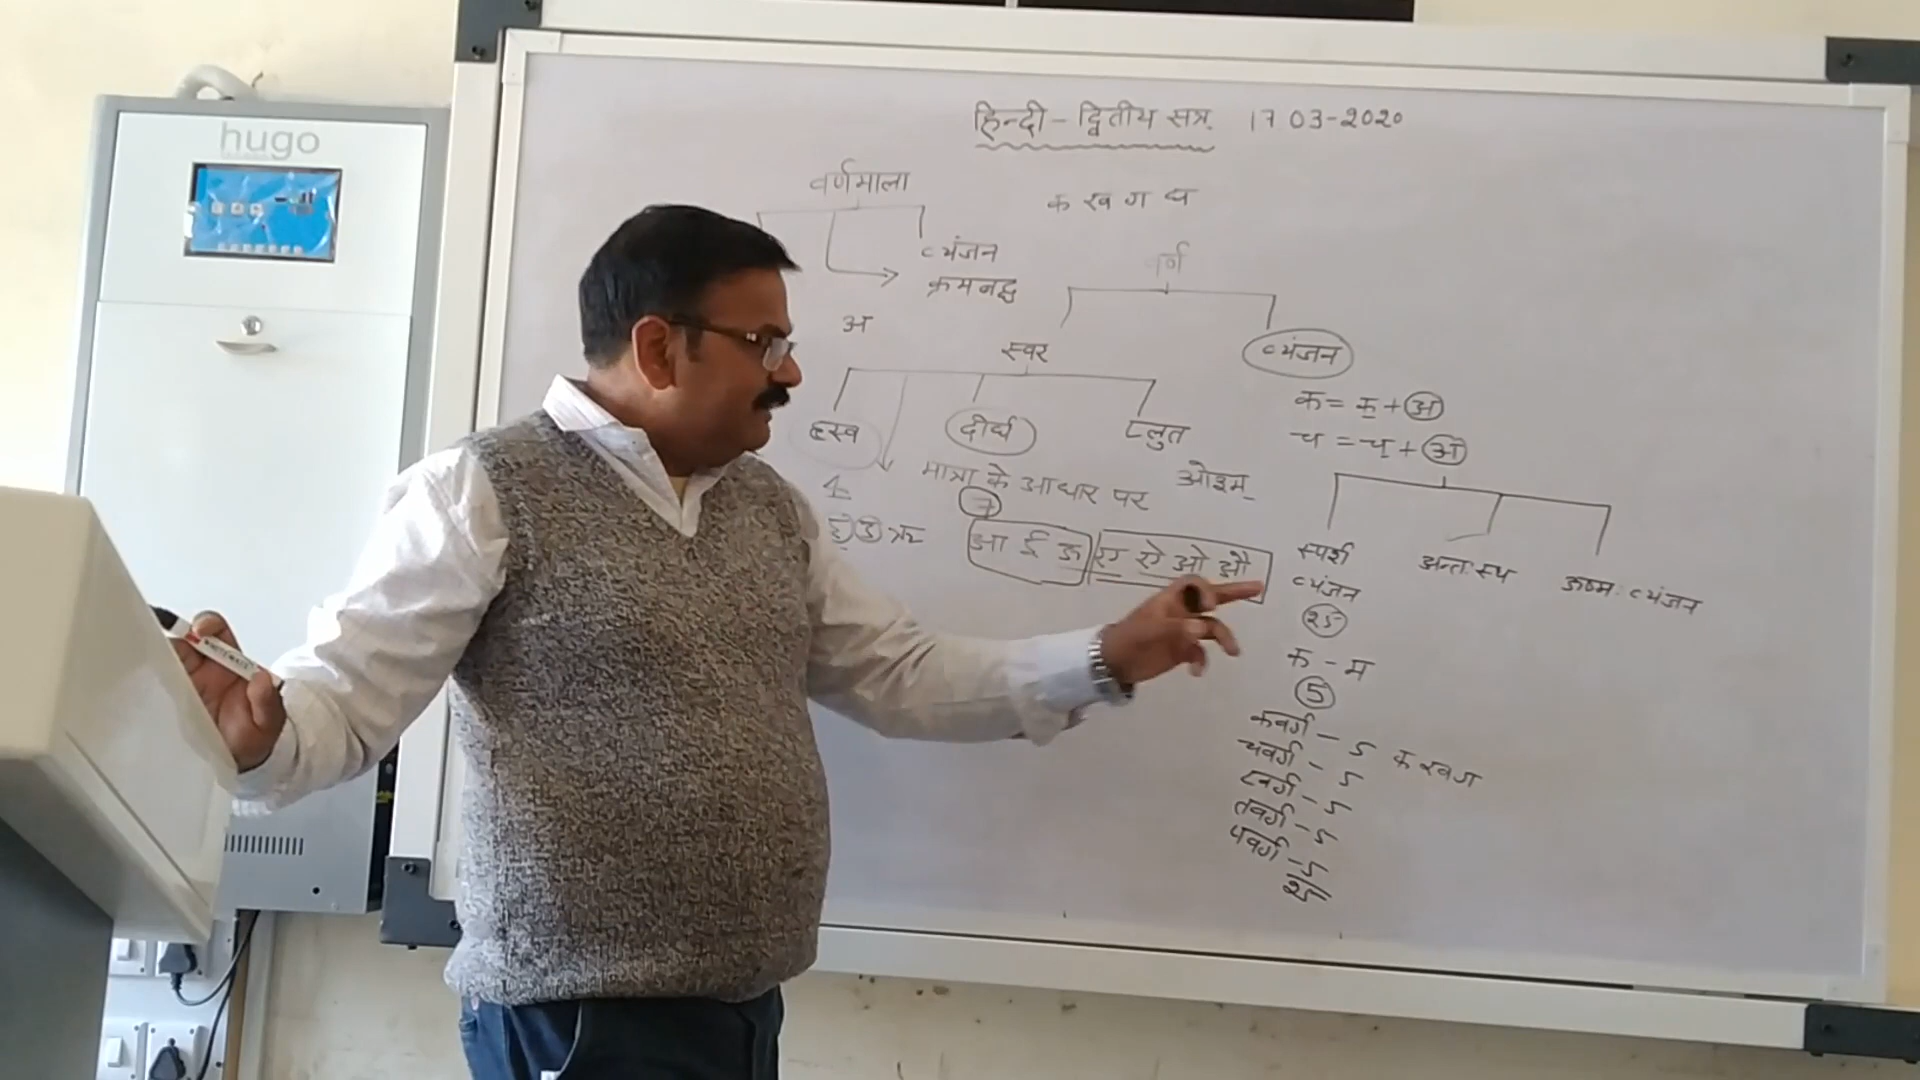 hugo
हिन्दी - द्वितीय सत्र 17 03-2020
वर्णमाला
क ख ग घ
व्यंजन
क्रमबद्ध
वर्ण
अ
स्वर
व्यंजन
क = क् + अ
च = च् + अ
ह्रस्व दीर्घ प्लुत
मात्रा के आधार पर
ओ३म्
4
7
इ उ ऋ
आ ई ऊ ए ऐ ओ औ
स्पर्श
व्यंजन
अन्तःस्थ
ऊष्मः व्यंजन
25
क - म
5
कवर्ग - 5 क ख ग
चवर्ग - 5
टवर्ग - 5
तवर्ग - 5
पवर्ग - 5
25